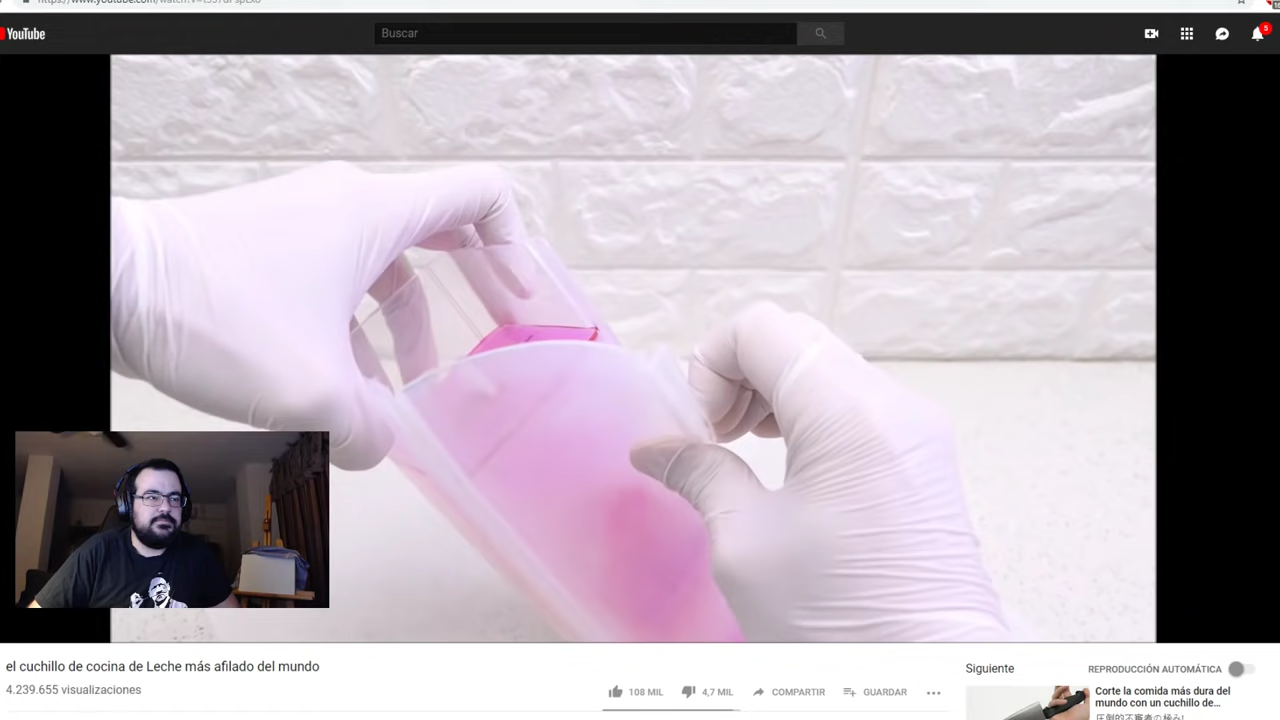 YouTube
Buscar
5
el cuchillo de cocina de Leche más afilado del mundo
4.239.655 visualizaciones
108 MIL
4,7 MIL
COMPARTIR
GUARDAR
Siguiente
REPRODUCCIÓN AUTOMÁTICA
Corte la comida más dura del
mundo con un cuchillo de…